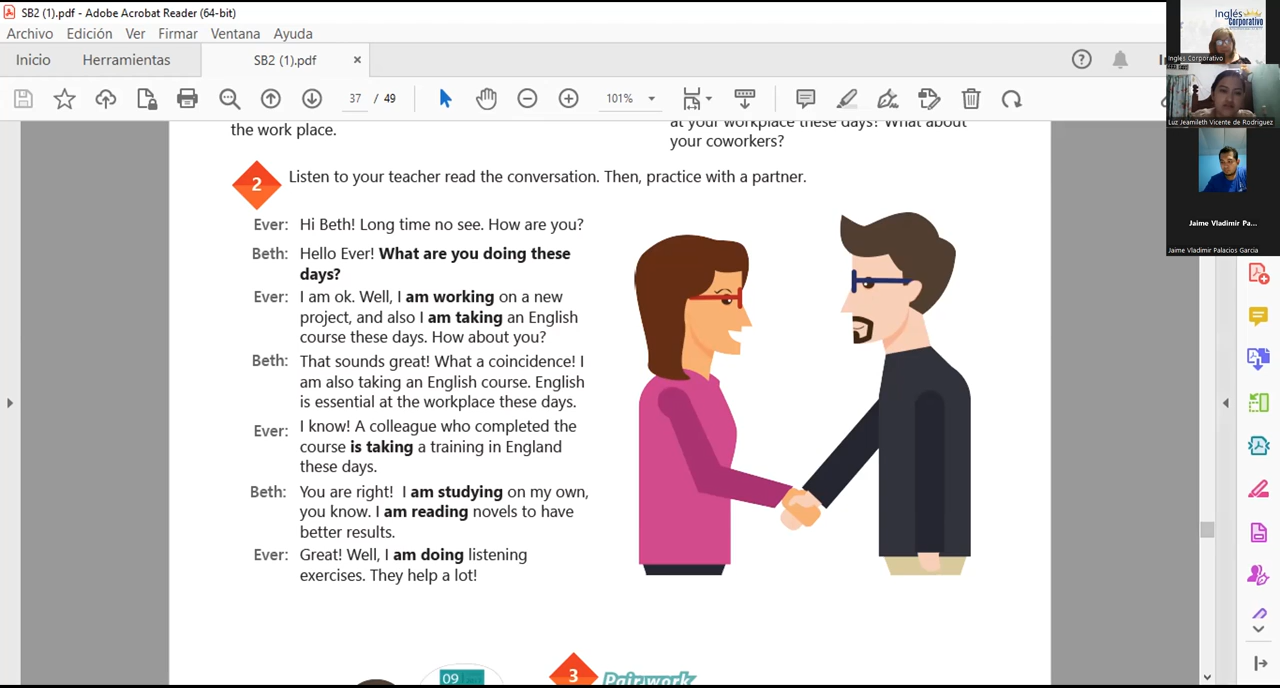 SB2 (1).pdf - Adobe Acrobat Reader (64-bit)
Archivo Edición Ver Firmar Ventana Ayuda
Inicio Herramientas SB2 (1).pdf ×
37 / 49 101%
Inglés
Corporativo
Inglés Corporativo
Luz Jeamileth Vicente de Rodriguez
Jaime Vladimir Pa...
Jaime Vladimir Palacios Garcia
the work place.
at your workplace these days? What about
your coworkers?
2 Listen to your teacher read the conversation. Then, practice with a partner.
Ever: Hi Beth! Long time no see. How are you?
Beth: Hello Ever! What are you doing these
days?
Ever: I am ok. Well, I am working on a new
project, and also I am taking an English
course these days. How about you?
Beth: That sounds great! What a coincidence! I
am also taking an English course. English
is essential at the workplace these days.
Ever: I know! A colleague who completed the
course is taking a training in England
these days.
Beth: You are right! I am studying on my own,
you know. I am reading novels to have
better results.
Ever: Great! Well, I am doing listening
exercises. They help a lot!
09
3 Pair work